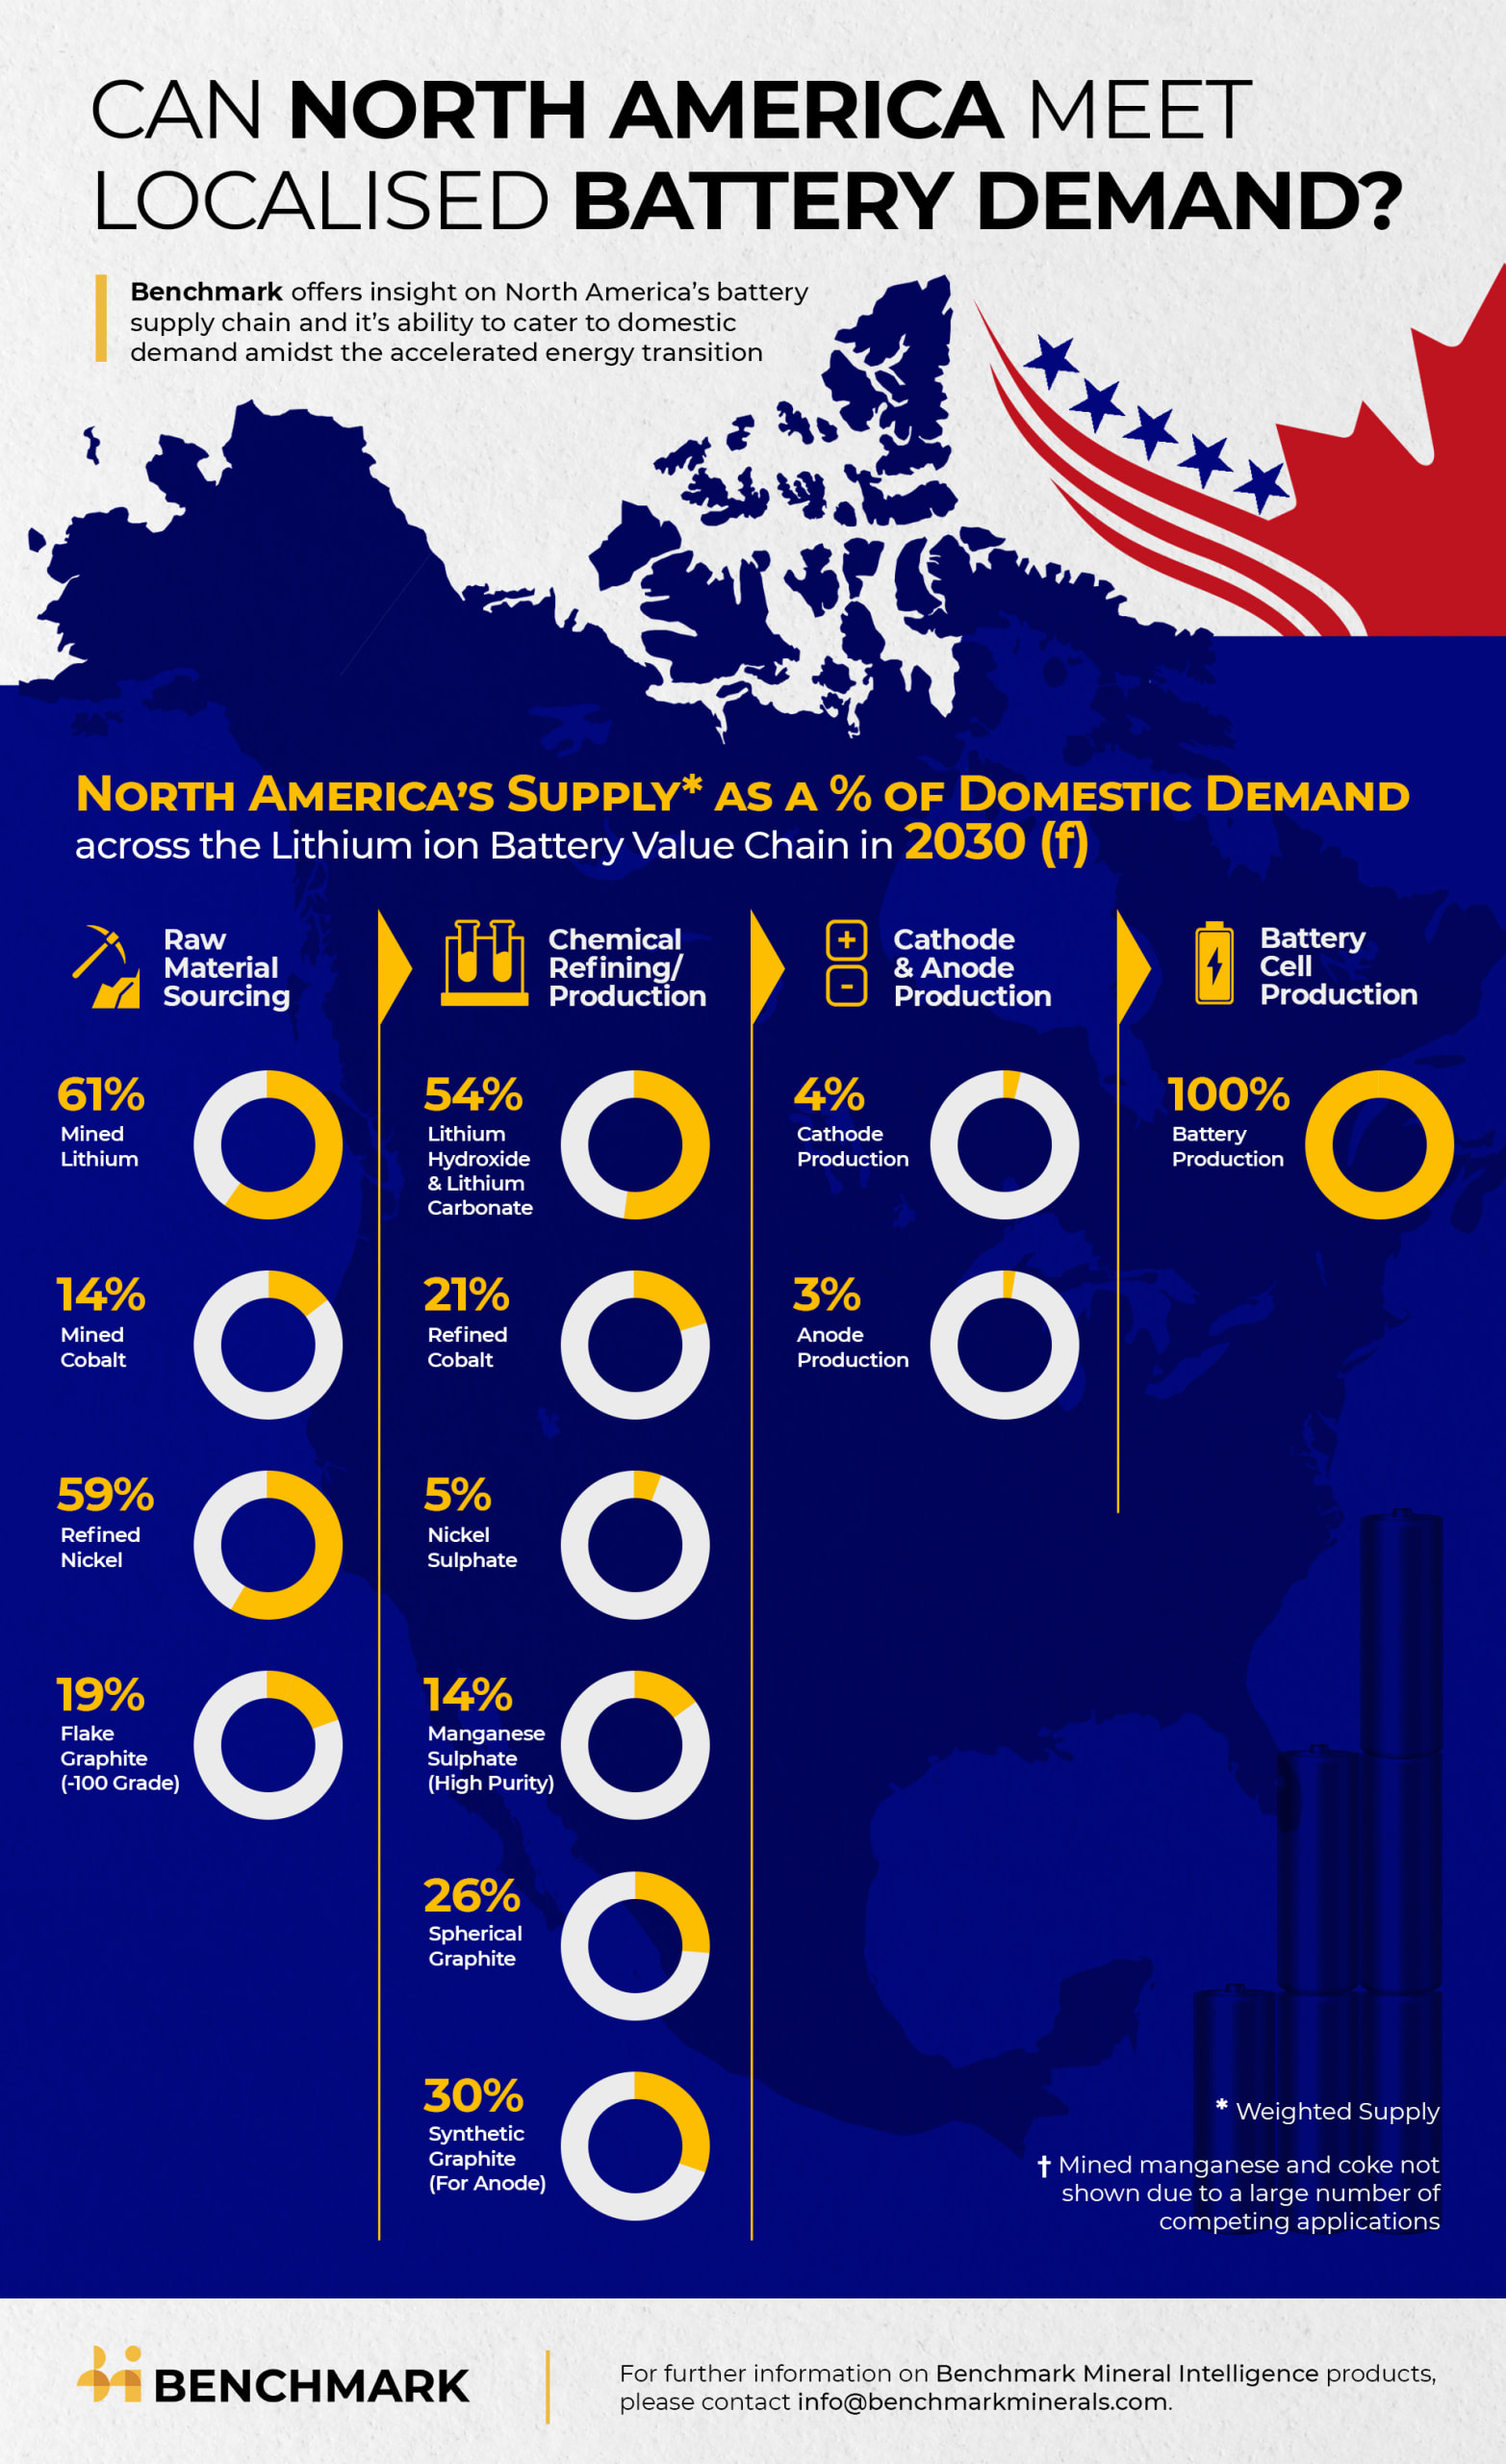 CAN NORTH AMERICA MEET
LOCALISED BATTERY DEMAND?
Benchmark offers insight on North America's battery
supply chain and it's ability to cater to domestic
demand amidst the accelerated energy transition
NORTH AMERICA'S SUPPLY* AS A % OF DOMESTIC DEMAND
across the Lithium ion Battery Value Chain in 2030 (f)
Raw
Material
Sourcing
61%
Mined
Lithium
14%
Mined
Cobalt
59%
Refined
Nickel
19%
Flake
Graphite
(-100 Grade)
Chemical
Refining/
Production
54%
Lithium
Hydroxide
& Lithium
Carbonate
21%
Refined
Cobalt
5%
Nickel
Sulphate
14%
Manganese
Sulphate
(High Purity)
26%
Spherical
Graphite
30%
Synthetic
Graphite
(For Anode)
+
-
Cathode
& Anode
Production
4%
Cathode
Production
3%
Anode
Production
Battery
Cell
Production
100%
Battery
Production
* Weighted Supply
† Mined manganese and coke not
shown due to a large number of
competing applications
BENCHMARK
For further information on Benchmark Mineral Intelligence products,
please contact info@benchmarkminerals.com.